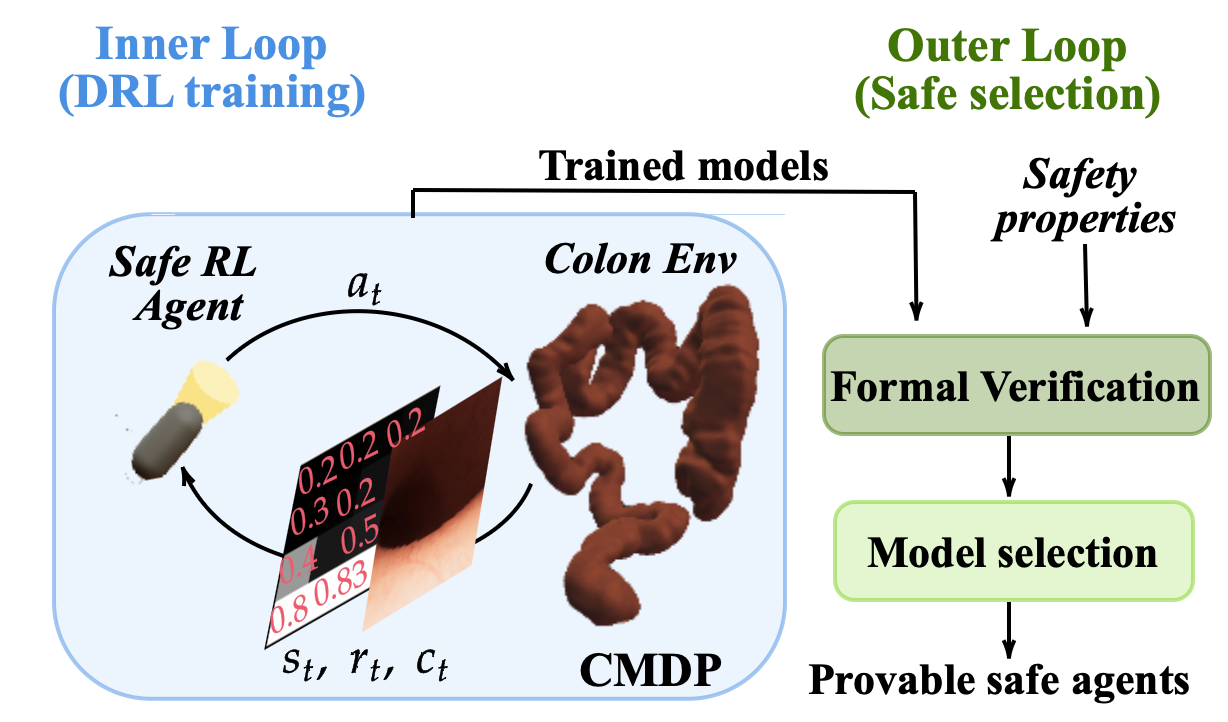 Inner Loop
(DRL training)
Outer Loop
(Safe selection)
Trained models
Safety
properties
Safe RL
Agent
a_t
Colon Env
0.2 0.2 0.2
0.3 0.2
0.4 0.5
0.8 0.83
s_t, r_t, c_t
CMDP
Formal Verification
Model selection
Provable safe agents